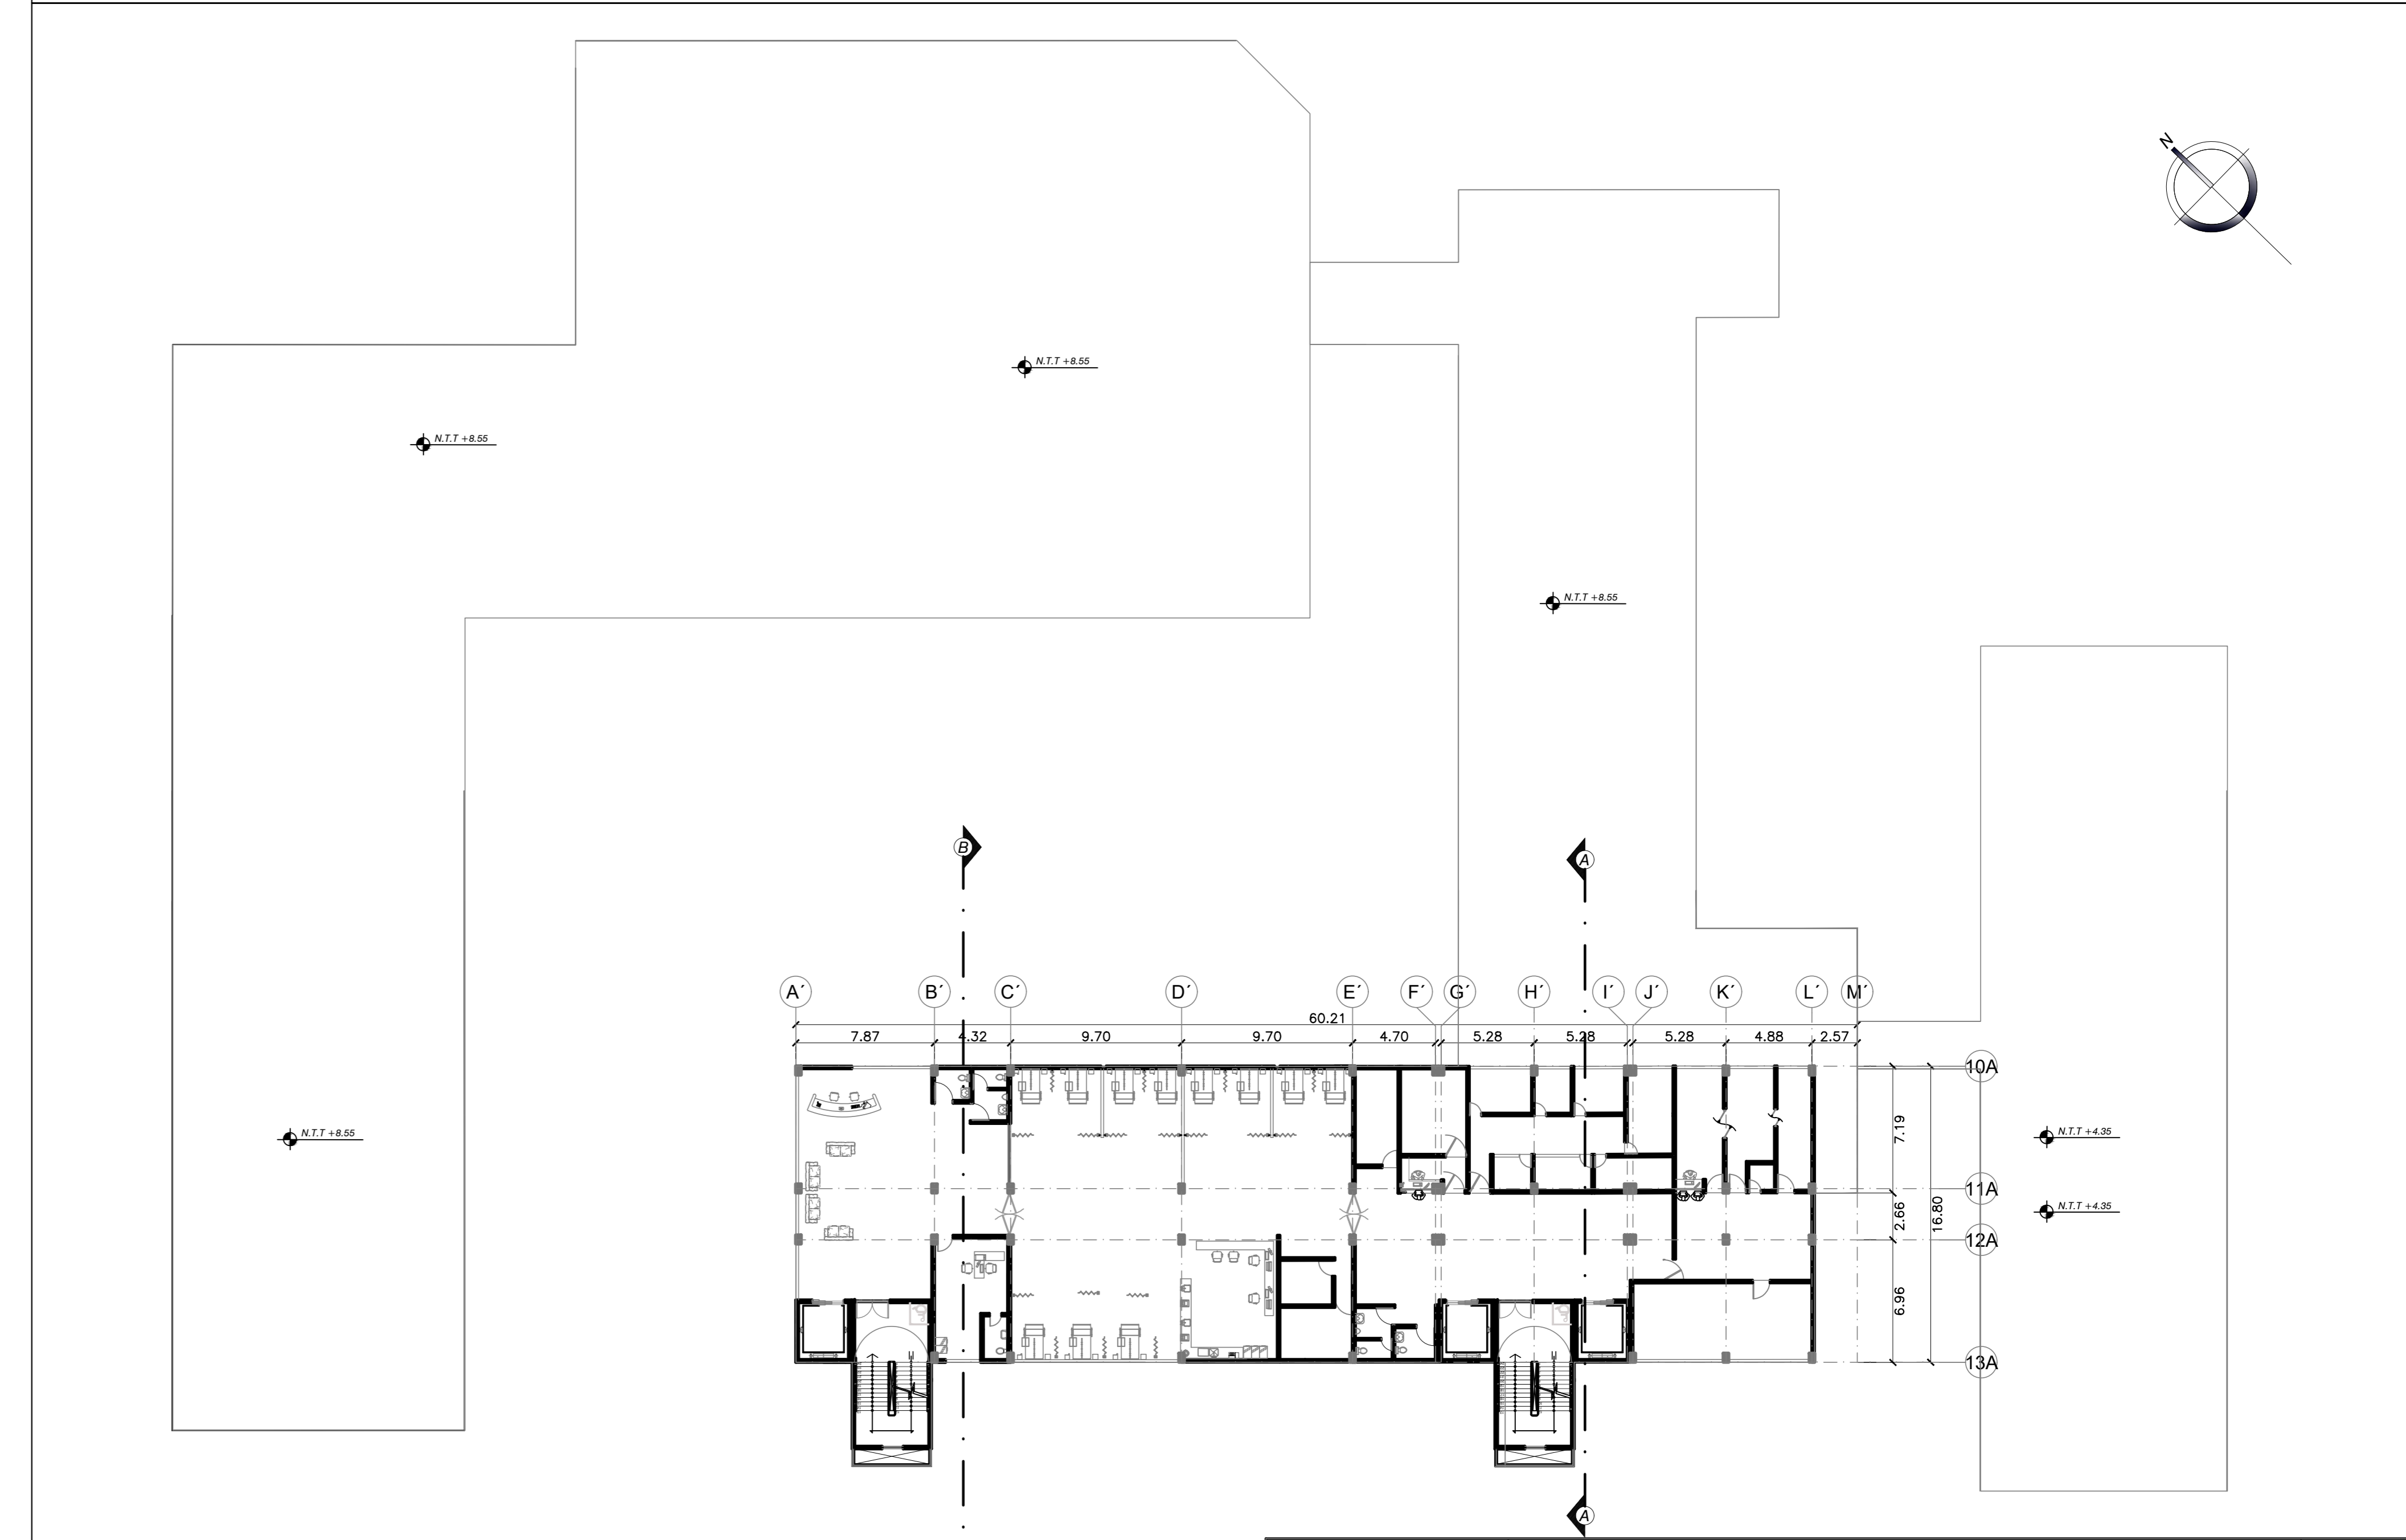 N
N.T.T +8.55
N.T.T +8.55
N.T.T +8.55
B
A
A´ B´ C´ D´ E´ F´ G´ H´ I´ J´ K´ L´ M´
60.21
7.87 4.32 9.70 9.70 4.70 5.28 5.28 5.28 4.88 2.57
10A
7.19
N.T.T +8.55
N.T.T +4.35
11A
2.66
16.80
N.T.T +4.35
12A
6.96
13A
A